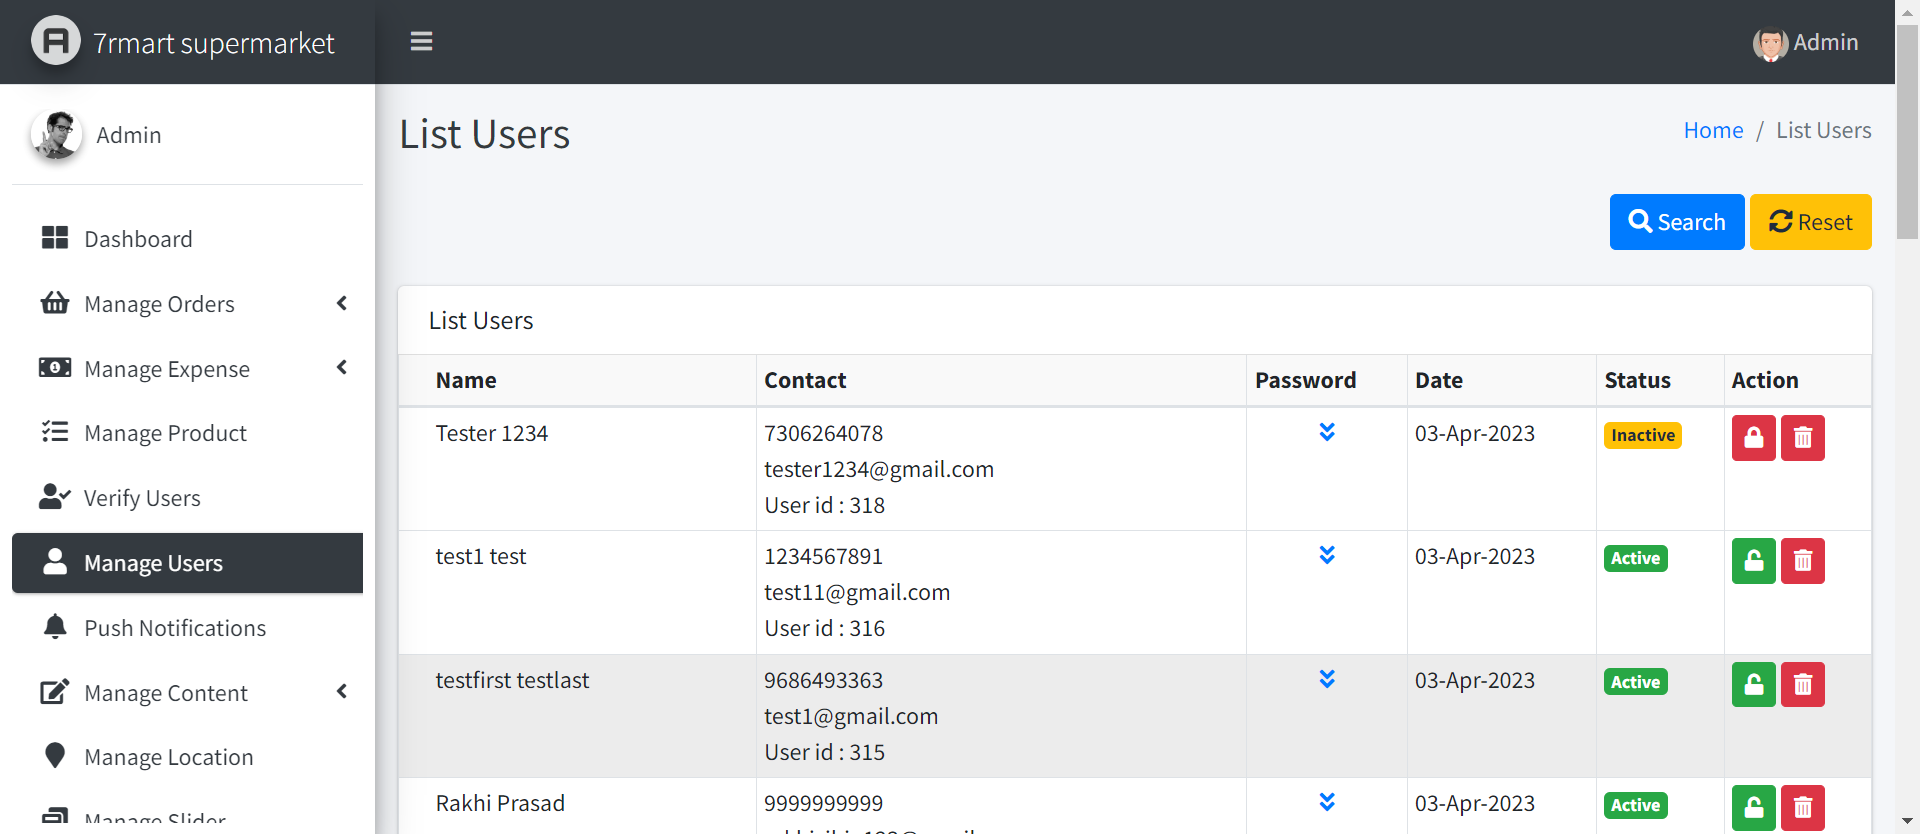 7rmart supermarket
Admin
Admin
List Users
Home / List Users
Search
Reset
Dashboard
Manage Orders
Manage Expense
Manage Product
Verify Users
Manage Users
Push Notifications
Manage Content
Manage Location
Manage Slider
List Users
Name Contact Password Date Status Action
Tester 1234 7306264078 03-Apr-2023 Inactive
tester1234@gmail.com
User id : 318
test1 test 1234567891 03-Apr-2023 Active
test11@gmail.com
User id : 316
testfirst testlast 9686493363 03-Apr-2023 Active
test1@gmail.com
User id : 315
Rakhi Prasad 9999999999 03-Apr-2023 Active